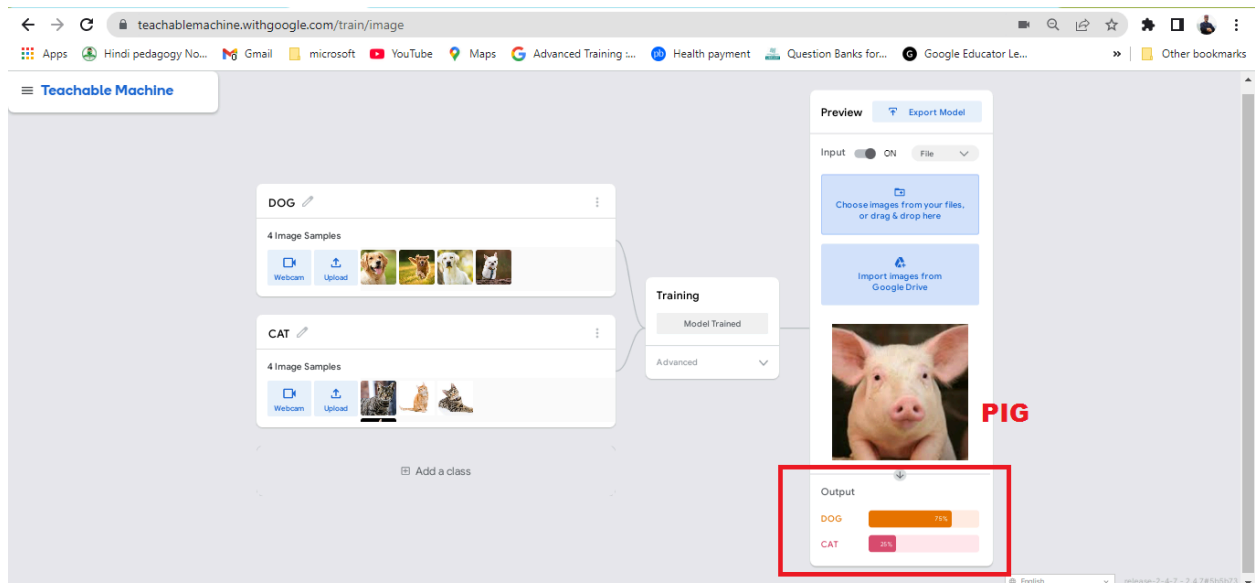 teachablemachine.withgoogle.com/train/image
Apps Hindi pedagogy No... Gmail microsoft YouTube Maps Advanced Training :... Health payment Question Banks for... Google Educator Le... » Other bookmarks
Teachable Machine
Preview Export Model
Input ON File
Choose images from your files,
or drag & drop here
Import images from
Google Drive
DOG
4 Image Samples
Webcam Upload
CAT
4 Image Samples
Webcam Upload
Add a class
Training
Model Trained
Advanced
PIG
Output
DOG 75%
CAT 25%
English